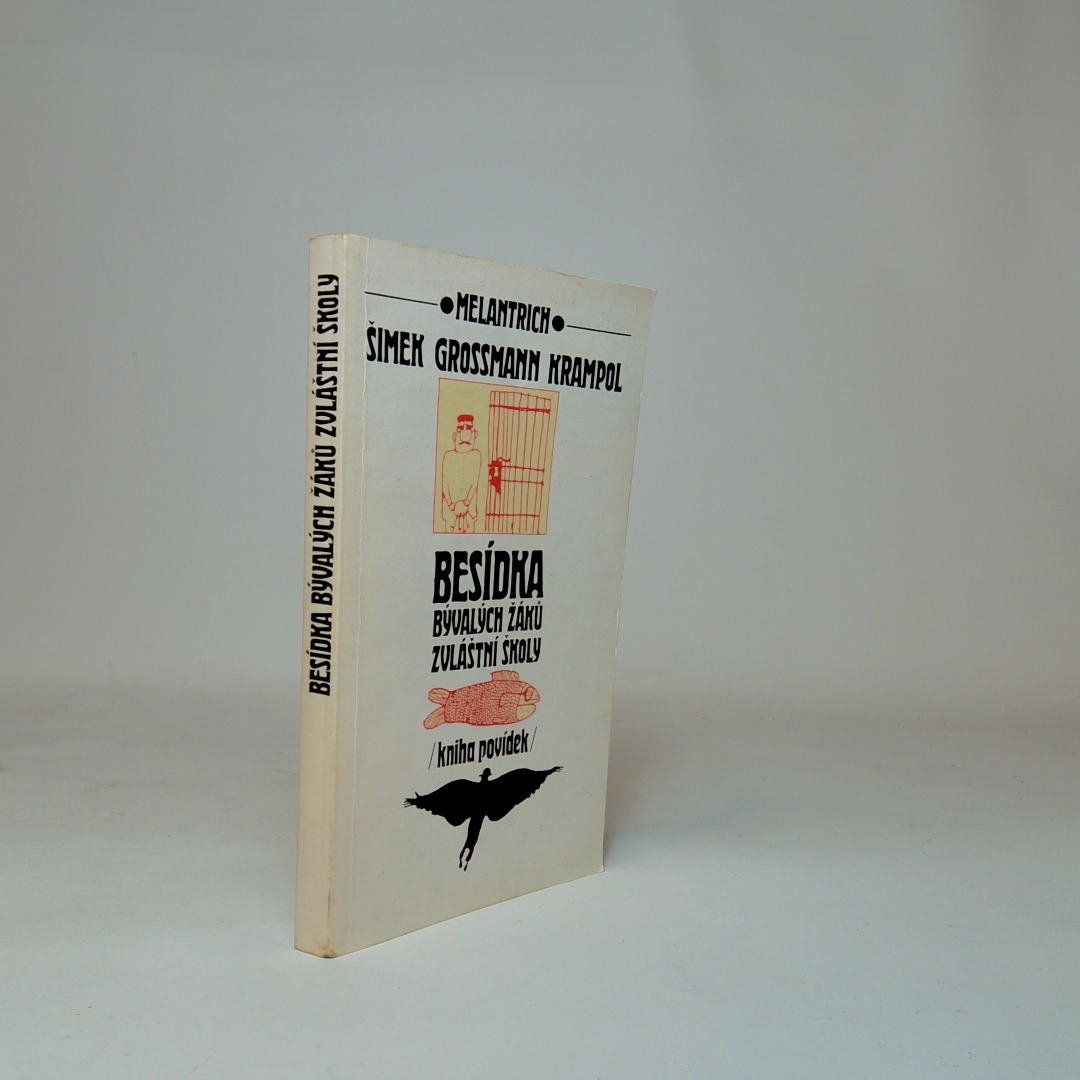 BESÍDKA BÝVALÝCH ŽÁKŮ ZVLÁŠTNÍ ŠKOLY
MELANTRICH
ŠIMEK GROSSMANN KRAMPOL
BESÍDKA
BÝVALÝCH ŽÁKŮ
ZVLÁŠTNÍ ŠKOLY
/kniha povídek/